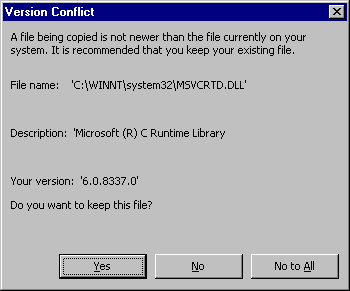 Version Conflict
A file being copied is not newer than the file currently on your
system. It is recommended that you keep your existing file.
File name: 'C:\WINNT\system32\MSVCRTD.DLL'
Description: 'Microsoft (R) C Runtime Library
Your version: '6.0.8337.0'
Do you want to keep this file?
Yes
No
No to All